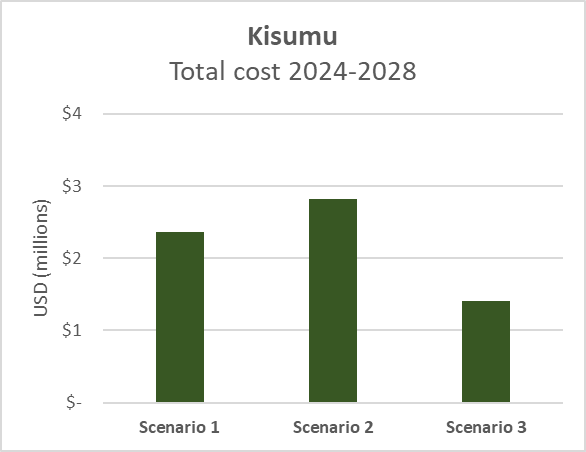 Kisumu
Total cost 2024-2028
USD (millions)
$4
$3
$2
$1
$-
Scenario 1
Scenario 2
Scenario 3